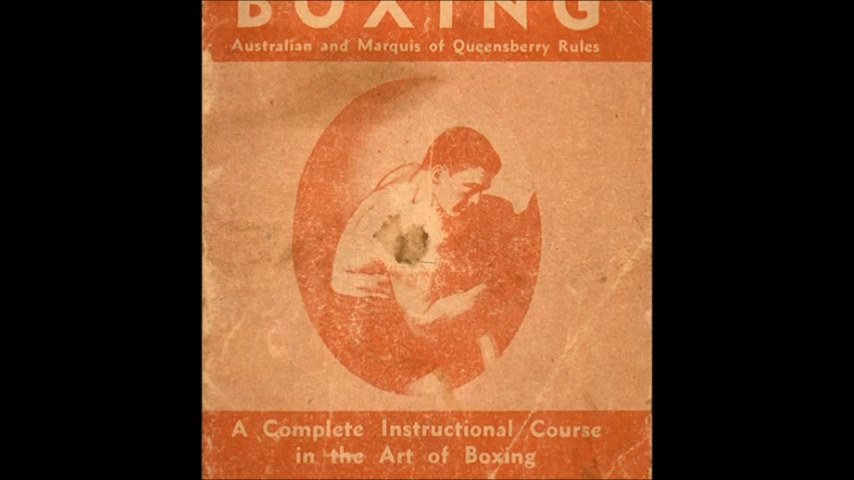 BOXING
Australian and Marquis of Queensberry Rules
A Complete Instructional Course
in the Art of Boxing